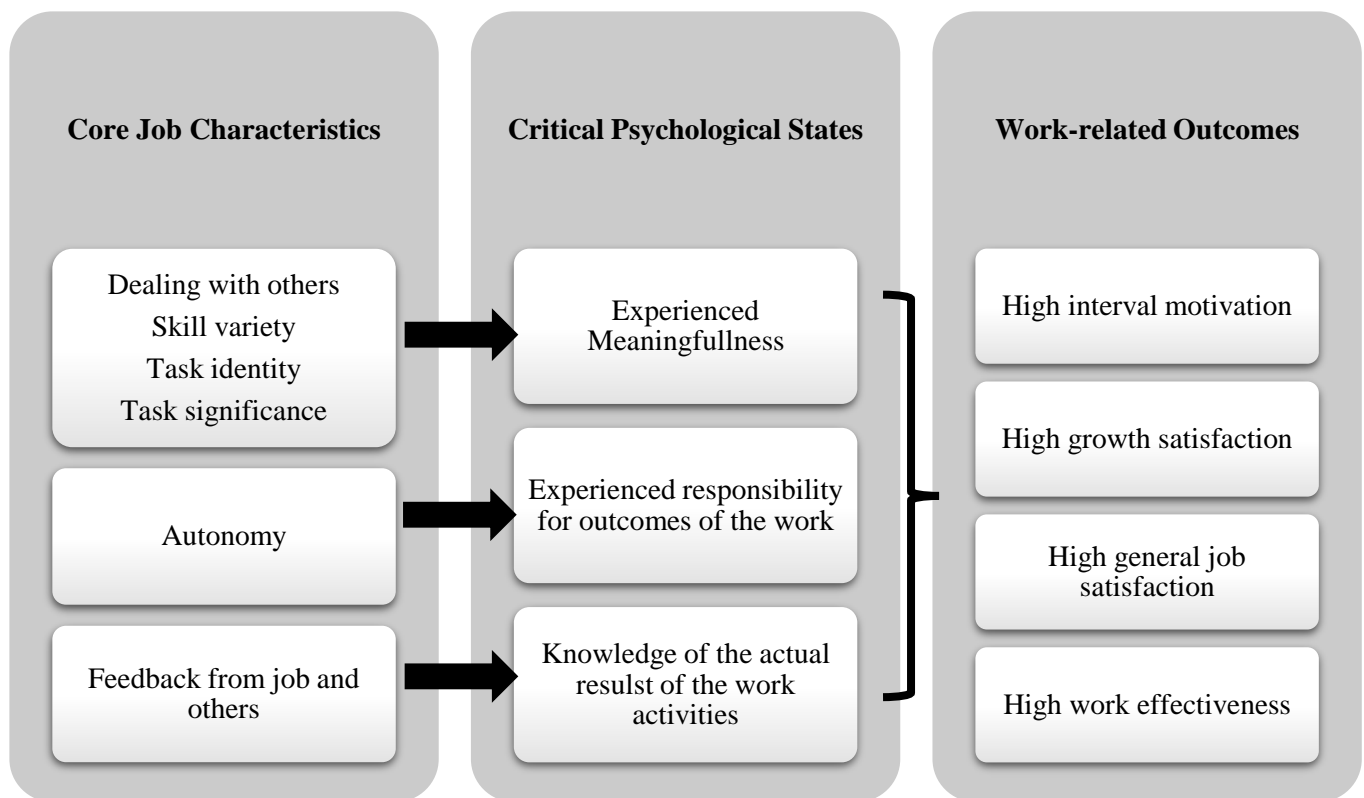 Core Job Characteristics
Dealing with others
Skill variety
Task identity
Task significance
Autonomy
Feedback from job and
others
Critical Psychological States
Experienced
Meaningfullness
Experienced responsibility
for outcomes of the work
Knowledge of the actual
resulst of the work
activities
Work-related Outcomes
High interval motivation
High growth satisfaction
High general job
satisfaction
High work effectiveness